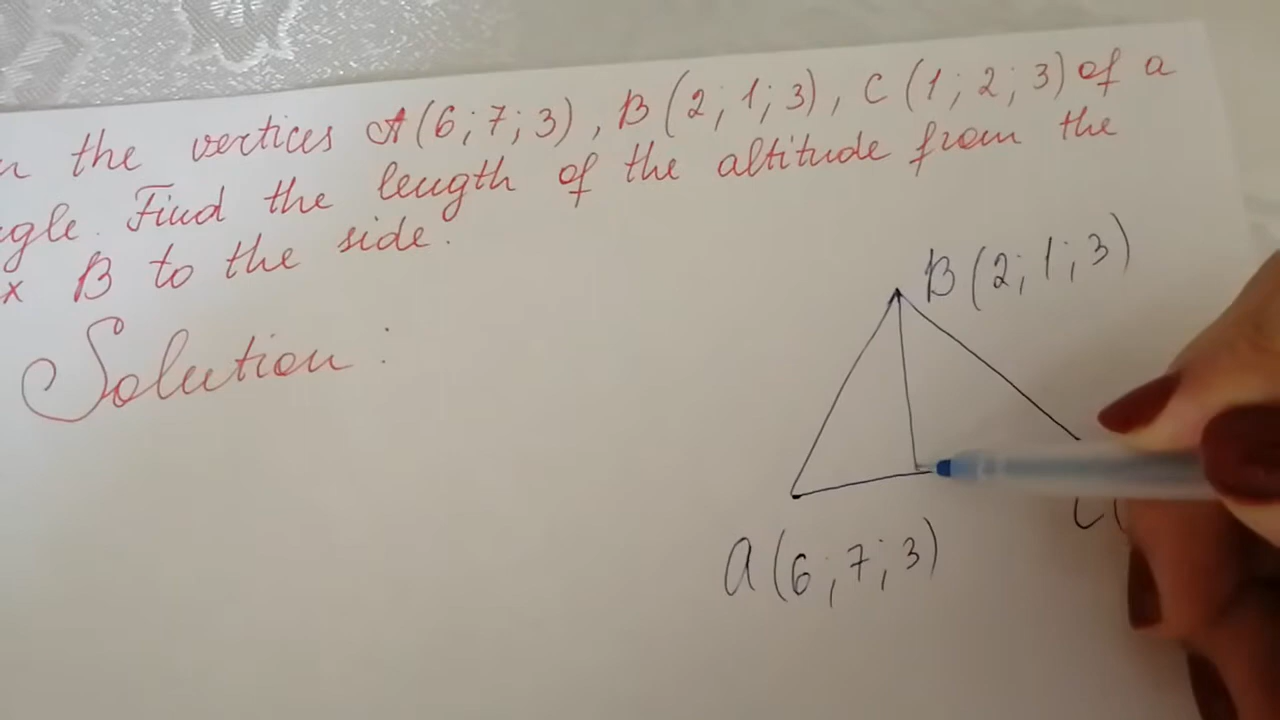 the vertices A(6;7;3), B(2;1;3), C(1;2;3) of a
Find the length of the altitude from the
B to the side.
Solution:
B(2;1;3)
A(6;7;3)